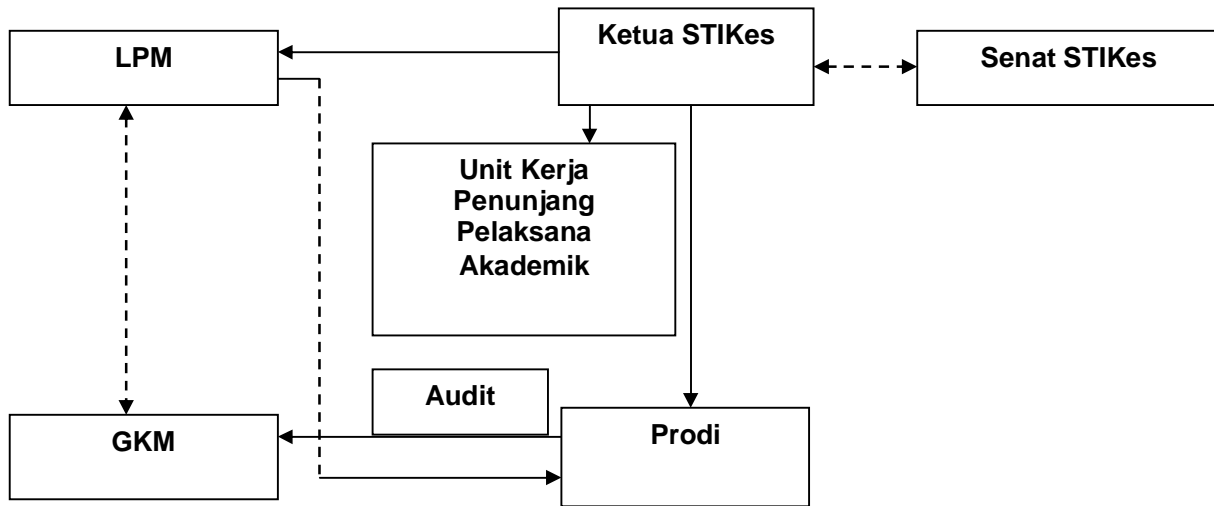 LPM
Ketua STIKes
Senat STIKes
Unit Kerja
Penunjang
Pelaksana
Akademik
Audit
GKM
Prodi